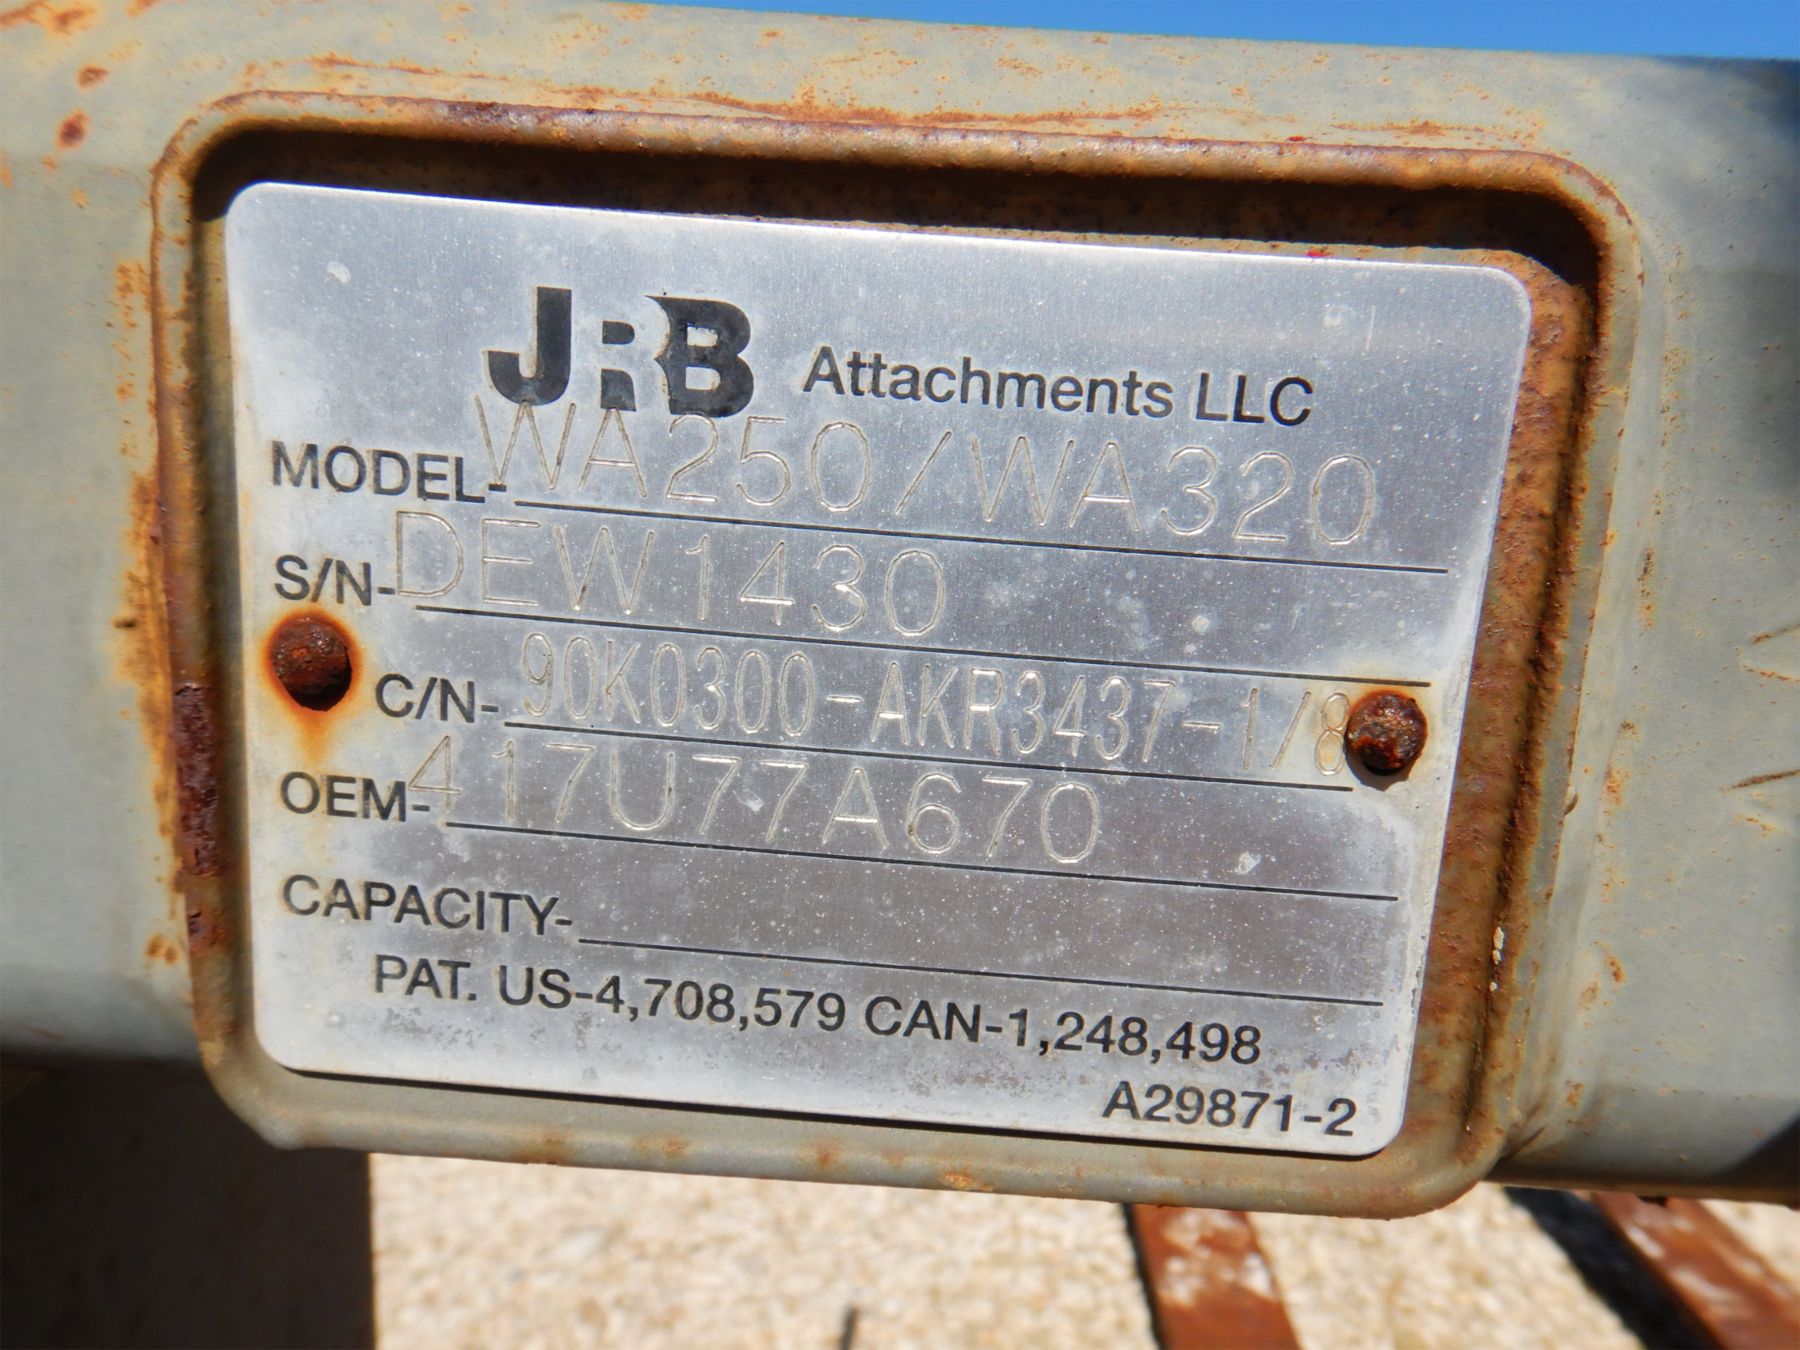 JRB Attachments LLC
MODEL-WA250/WA320
S/N-DEW1430
C/N-90K0300-AKR3437-1/8
OEM-417U77A670
CAPACITY-
PAT. US-4,708,579 CAN-1,248,498
A29871-2